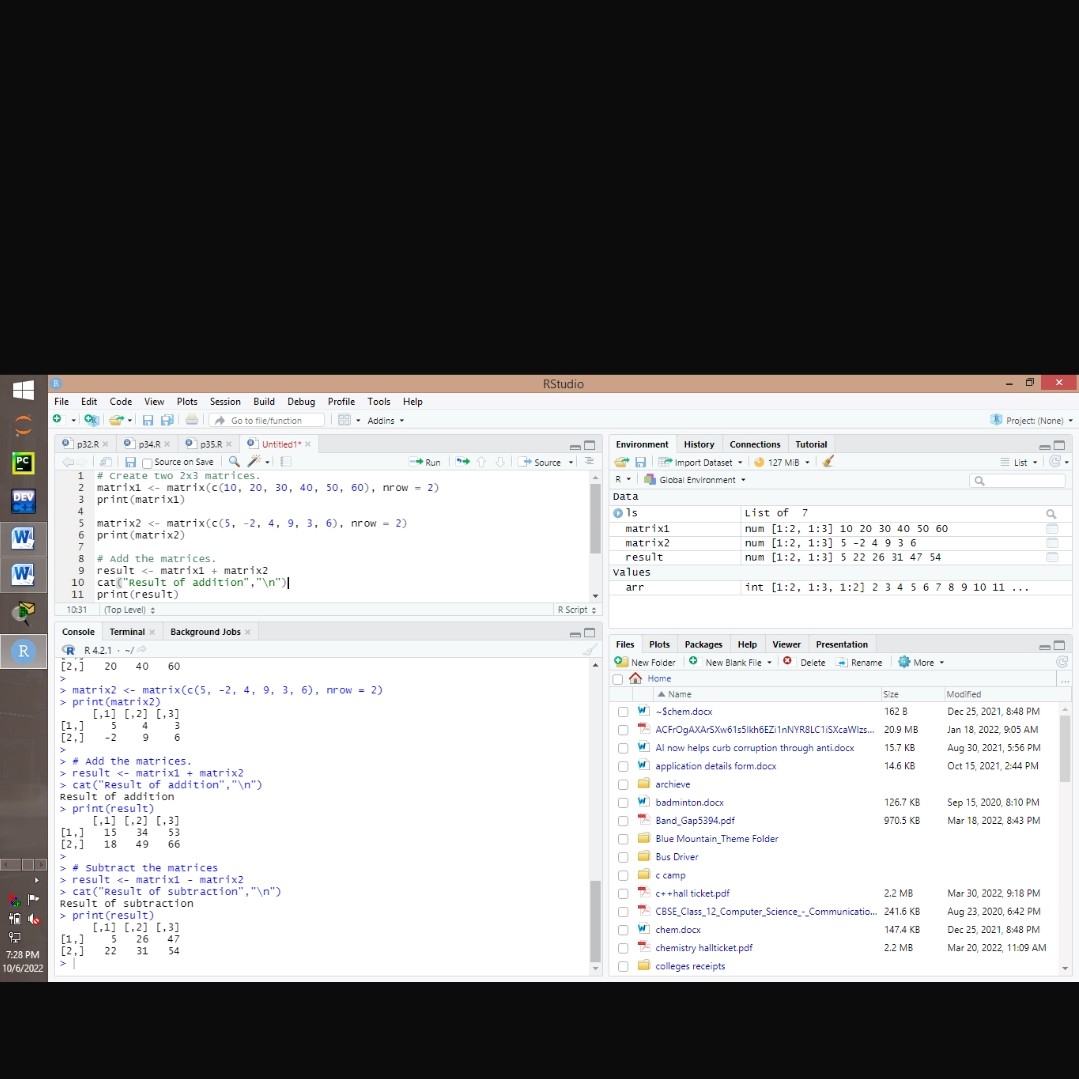 RStudio
File Edit Code View Plots Session Build Debug Profile Tools Help
Go to file/function Addins Project: (None)
p32.R p34.R p35.R Untitled1*
Source on Save Run Source
1 # Create two 2x3 matrices.
2 matrix1 <- matrix(c(10, 20, 30, 40, 50, 60), nrow = 2)
3 print(matrix1)
4
5 matrix2 <- matrix(c(5, -2, 4, 9, 3, 6), nrow = 2)
6 print(matrix2)
7
8 # Add the matrices.
9 result <- matrix1 + matrix2
10 cat("Result of addition","\n")
11 print(result)
10:31 (Top Level) R Script
Console Terminal Background Jobs
R 4.2.1 · ~/
[2,] 20 40 60
>
> matrix2 <- matrix(c(5, -2, 4, 9, 3, 6), nrow = 2)
> print(matrix2)
[,1] [,2] [,3]
[1,] 5 4 3
[2,] -2 9 6
>
> # Add the matrices.
> result <- matrix1 + matrix2
> cat("Result of addition","\n")
Result of addition
> print(result)
[,1] [,2] [,3]
[1,] 15 34 53
[2,] 18 49 66
>
> # Subtract the matrices
> result <- matrix1 - matrix2
> cat("Result of subtraction","\n")
Result of subtraction
> print(result)
[,1] [,2] [,3]
[1,] 5 26 47
[2,] 22 31 54
>
Environment History Connections Tutorial
Import Dataset 127 MiB List
R Global Environment
Data
ls List of 7
matrix1 num [1:2, 1:3] 10 20 30 40 50 60
matrix2 num [1:2, 1:3] 5 -2 4 9 3 6
result num [1:2, 1:3] 5 22 26 31 47 54
Values
arr int [1:2, 1:3, 1:2] 2 3 4 5 6 7 8 9 10 11 ...
Files Plots Packages Help Viewer Presentation
New Folder New Blank File Delete Rename More
Home ...
Name Size Modified
~$chem.docx 162 B Dec 25, 2021, 8:48 PM
20.9 MB Jan 18, 2022, 9:05 AM
AI now helps curb corruption through anti.docx 15.7 KB Aug 30, 2021, 5:56 PM
application details form.docx 14.6 KB Oct 15, 2021, 2:44 PM
archieve
badminton.docx 126.7 KB Sep 15, 2020, 8:10 PM
Band_Gap5394.pdf 970.5 KB Mar 18, 2022, 8:43 PM
Blue Mountain_Theme Folder
Bus Driver
c camp
c++hall ticket.pdf 2.2 MB Mar 30, 2022, 9:18 PM
CBSE_Class_12_Computer_Science_-_Communicatio... 241.6 KB Aug 23, 2020, 6:42 PM
chem.docx 147.4 KB Dec 25, 2021, 8:48 PM
chemistry hallticket.pdf 2.2 MB Mar 20, 2022, 11:09 AM
colleges receipts
PC
DEV
W
W
R
7:28 PM
10/6/2022